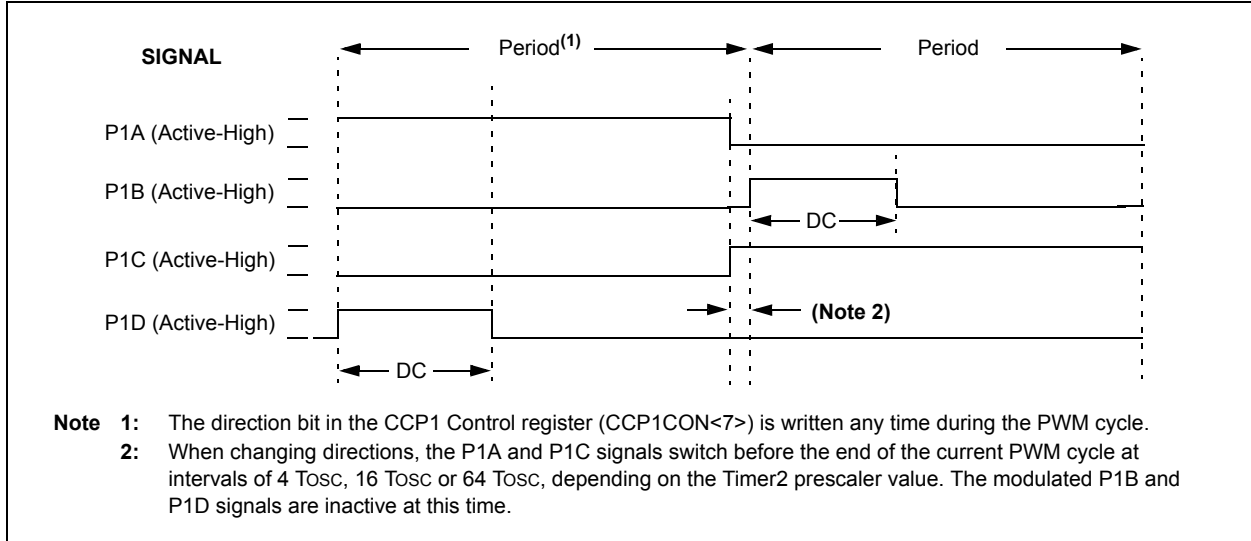 SIGNAL
Period(1)
Period
P1A (Active-High)
P1B (Active-High)
DC
P1C (Active-High)
P1D (Active-High)
(Note 2)
DC
Note 1: The direction bit in the CCP1 Control register (CCP1CON<7>) is written any time during the PWM cycle.
2: When changing directions, the P1A and P1C signals switch before the end of the current PWM cycle at
intervals of 4 TOSC, 16 TOSC or 64 TOSC, depending on the Timer2 prescaler value. The modulated P1B and
P1D signals are inactive at this time.